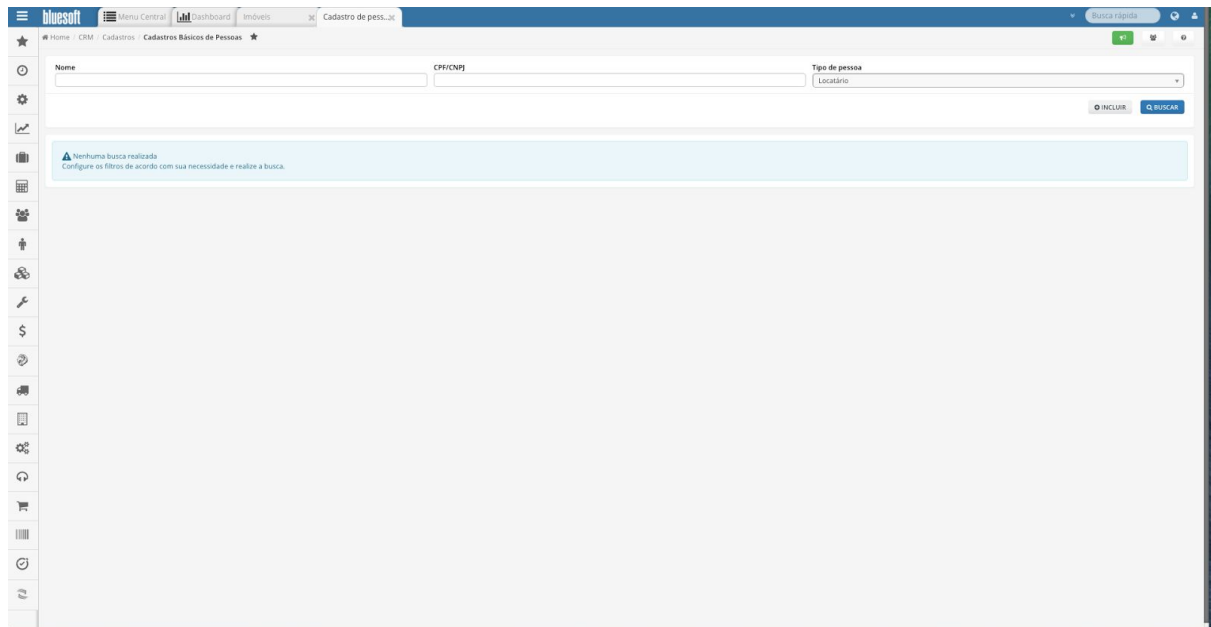 bluesoft
Menu Central
Dashboard
Imóveis
Cadastro de pess...
Busca rápida
Home / CRM / Cadastros / Cadastros Básicos de Pessoas
Nome
CPF/CNPJ
Tipo de pessoa
Locatário
INCLUIR
BUSCAR
Nenhuma busca realizada
Configure os filtros de acordo com sua necessidade e realize a busca.